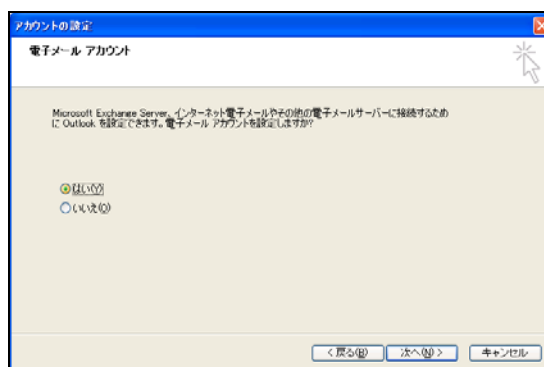 アカウントの設定
電子メール アカウント
Microsoft Exchange Server、インターネット電子メールやその他の電子メールサーバーに接続するため
に Outlook を設定できます。電子メール アカウントを設定しますか?
はい(Y)
いいえ(O)
< 戻る(B)
次へ(N) >
キャンセル